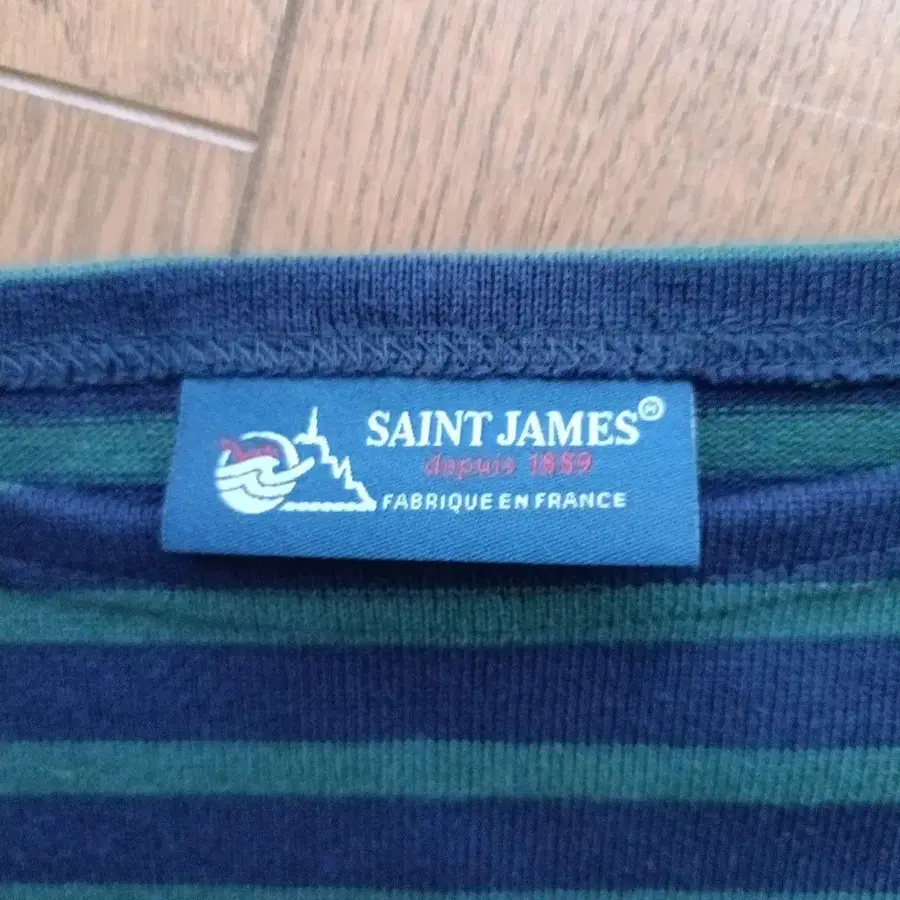 SAINT JAMES®
depuis 1889
FABRIQUE EN FRANCE